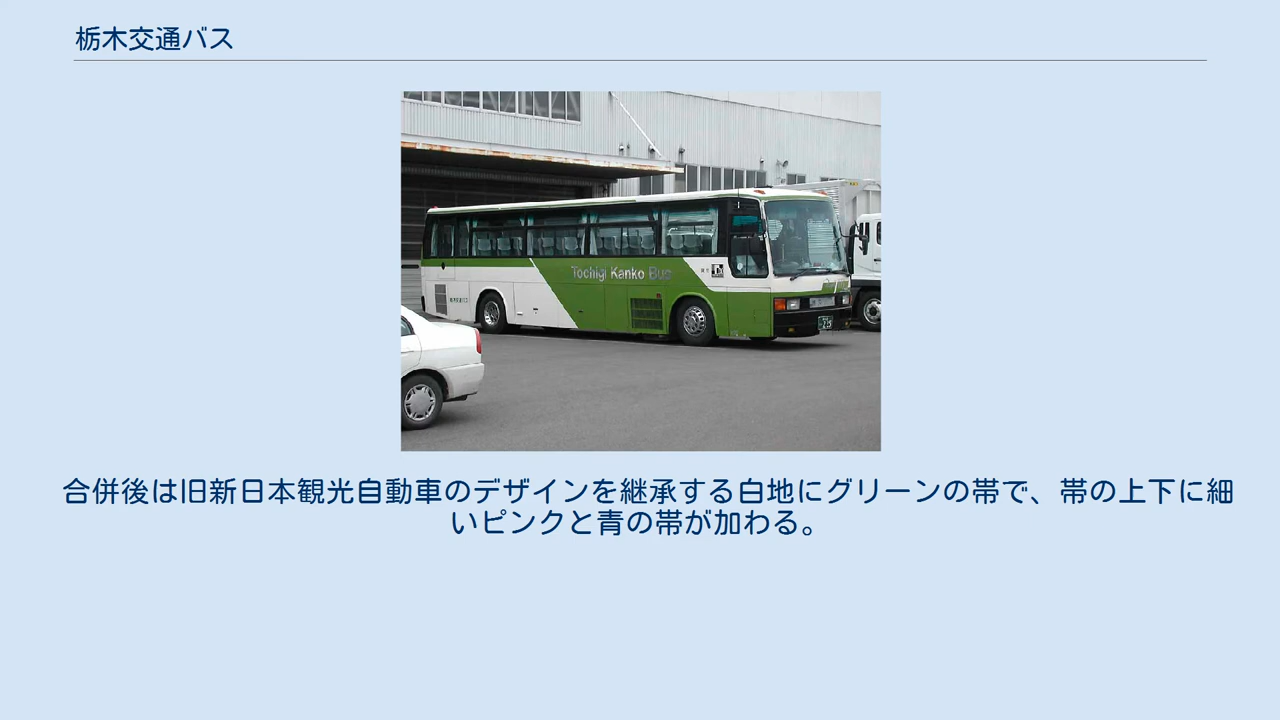 栃木交通バス
Tochigi Kanko Bus
合併後は旧新日本観光自動車のデザインを継承する白地にグリーンの帯で、帯の上下に細
いピンクと青の帯が加わる。